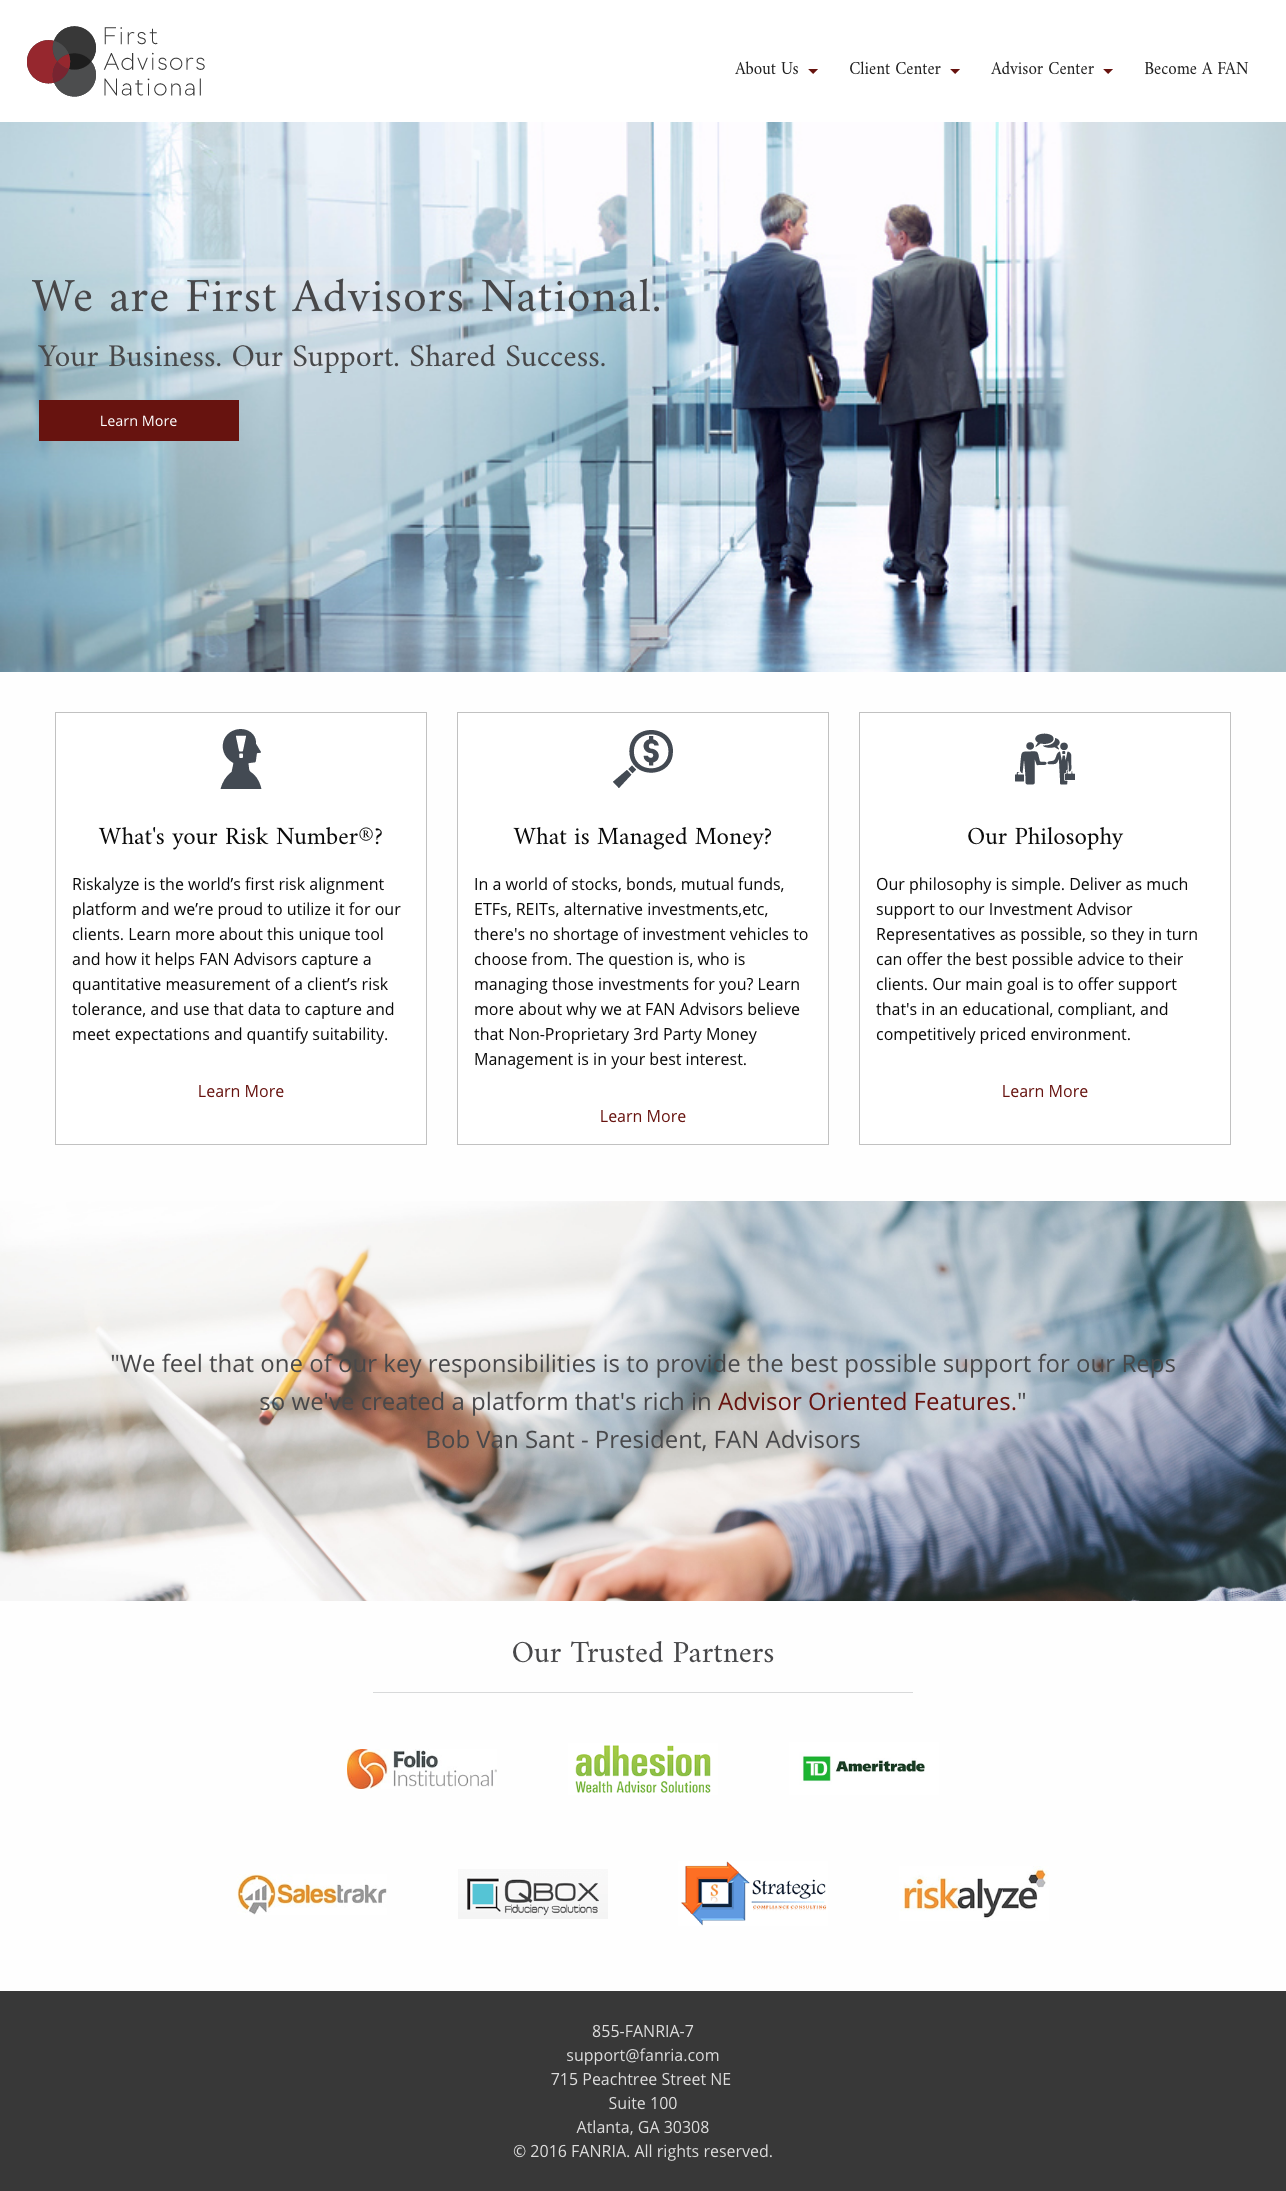 First
Advisors
National
About Us
Client Center
Advisor Center
Become A FAN
We are First Advisors National.
Your Business. Our Support. Shared Success.
Learn More
What's your Risk Number®?
Riskalyze is the world’s first risk alignment
platform and we’re proud to utilize it for our
clients. Learn more about this unique tool
and how it helps FAN Advisors capture a
quantitative measurement of a client’s risk
tolerance, and use that data to capture and
meet expectations and quantify suitability.
Learn More
What is Managed Money?
In a world of stocks, bonds, mutual funds,
ETFs, REITs, alternative investments,etc,
there's no shortage of investment vehicles to
choose from. The question is, who is
managing those investments for you? Learn
more about why we at FAN Advisors believe
that Non-Proprietary 3rd Party Money
Management is in your best interest.
Learn More
Our Philosophy
Our philosophy is simple. Deliver as much
support to our Investment Advisor
Representatives as possible, so they in turn
can offer the best possible advice to their
clients. Our main goal is to offer support
that's in an educational, compliant, and
competitively priced environment.
Learn More
"We feel that one of our key responsibilities is to provide the best possible support for our Reps
so we've created a platform that's rich in Advisor Oriented Features."
Bob Van Sant - President, FAN Advisors
Our Trusted Partners
Folio
Institutional
adhesion
Wealth Advisor Solutions
TD Ameritrade
Salestrakr
QBOX
Fiduciary Solutions
Strategic
COMPLIANCE CONSULTING
riskalyze
855-FANRIA-7
support@fanria.com
715 Peachtree Street NE
Suite 100
Atlanta, GA 30308
© 2016 FANRIA. All rights reserved.